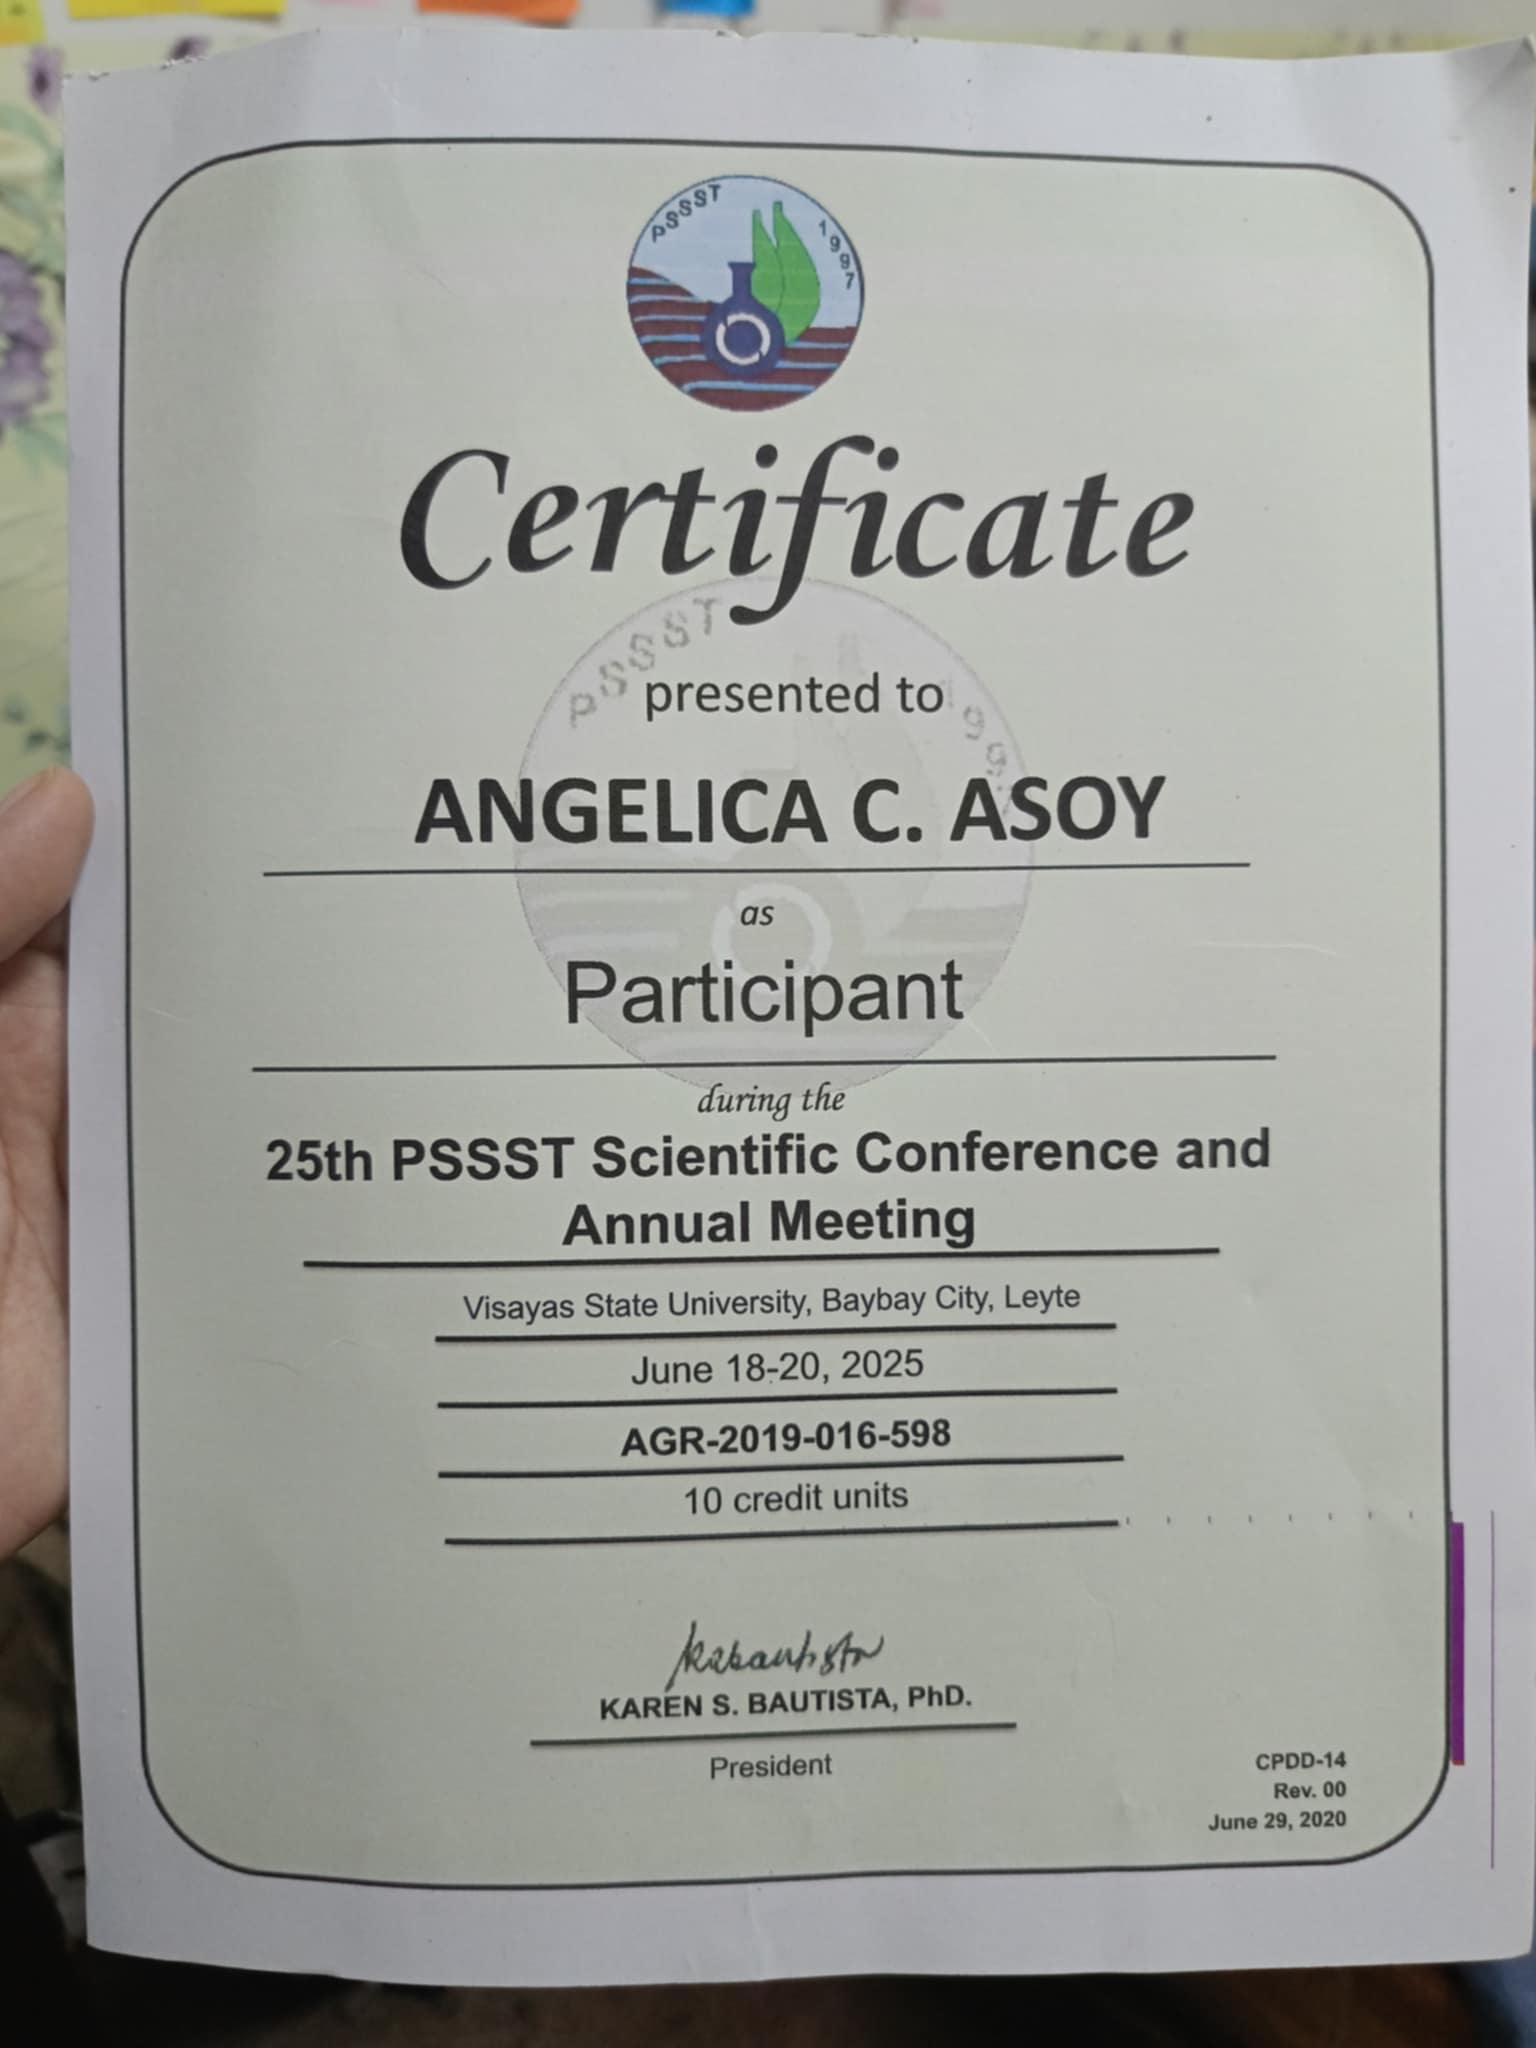 PSSST 1997
Certificate
PSSST 199
presented to
ANGELICA C. ASOY
as
Participant
during the
25th PSSST Scientific Conference and
Annual Meeting
Visayas State University, Baybay City, Leyte
June 18-20, 2025
AGR-2019-016-598
10 credit units
KAREN S. BAUTISTA, PhD.
President
CPDD-14
Rev. 00
June 29, 2020